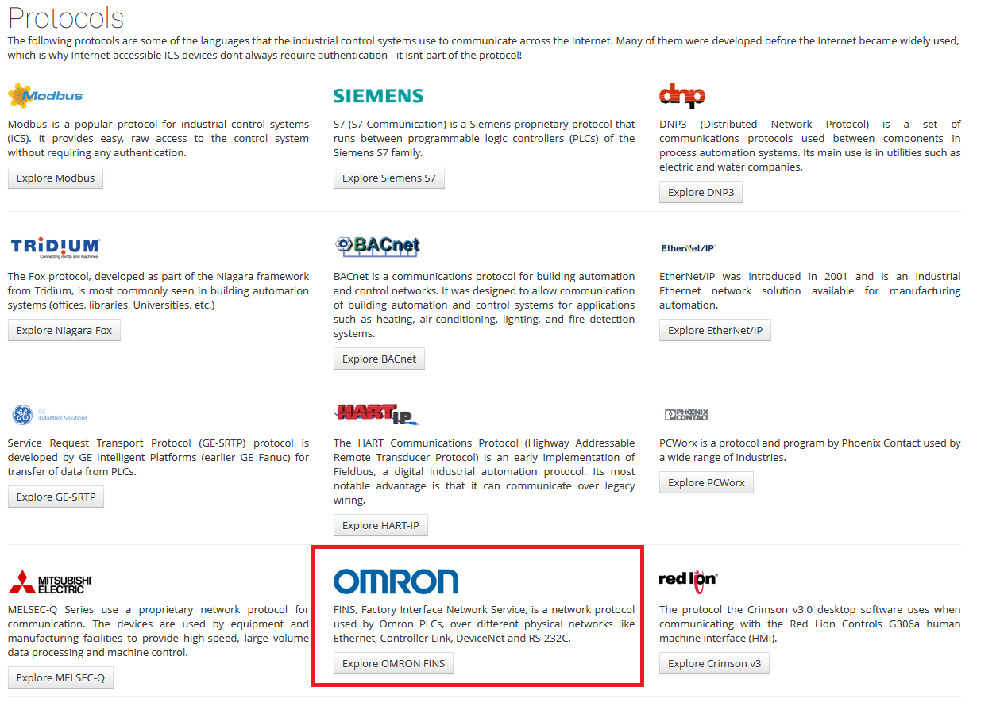 Protocols
The following protocols are some of the languages that the industrial control systems use to communicate across the Internet. Many of them were developed before the Internet became widely used,
which is why Internet-accessible ICS devices dont always require authentication - it isnt part of the protocol!
Modbus
Modbus is a popular protocol for industrial control systems
(ICS). It provides easy, raw access to the control system
without requiring any authentication.
Explore Modbus
SIEMENS
S7 (S7 Communication) is a Siemens proprietary protocol that
runs between programmable logic controllers (PLCs) of the
Siemens S7 family.
Explore Siemens S7
dnp
DNP3 (Distributed Network Protocol) is a set of
communications protocols used between components in
process automation systems. Its main use is in utilities such as
electric and water companies.
Explore DNP3
TRiDiUM
Connecting minds and machines
The Fox protocol, developed as part of the Niagara framework
from Tridium, is most commonly seen in building automation
systems (offices, libraries, Universities, etc.)
Explore Niagara Fox
BACnet
BACnet is a communications protocol for building automation
and control networks. It was designed to allow communication
of building automation and control systems for applications
such as heating, air-conditioning, lighting, and fire detection
systems.
Explore BACnet
EtherNet/IP
EtherNet/IP was introduced in 2001 and is an industrial
Ethernet network solution available for manufacturing
automation.
Explore EtherNet/IP
GE
Industrial Solutions
Service Request Transport Protocol (GE-SRTP) protocol is
developed by GE Intelligent Platforms (earlier GE Fanuc) for
transfer of data from PLCs.
Explore GE-SRTP
HART IP
The HART Communications Protocol (Highway Addressable
Remote Transducer Protocol) is an early implementation of
Fieldbus, a digital industrial automation protocol. Its most
notable advantage is that it can communicate over legacy
wiring.
Explore HART-IP
PHŒNIX
CONTACT
PCWorx is a protocol and program by Phoenix Contact used by
a wide range of industries.
Explore PCWorx
MITSUBISHI
ELECTRIC
MELSEC-Q Series use a proprietary network protocol for
communication. The devices are used by equipment and
manufacturing facilities to provide high-speed, large volume
data processing and machine control.
Explore MELSEC-Q
OMRON
FINS, Factory Interface Network Service, is a network protocol
used by Omron PLCs, over different physical networks like
Ethernet, Controller Link, DeviceNet and RS-232C.
Explore OMRON FINS
red lion
The protocol the Crimson v3.0 desktop software uses when
communicating with the Red Lion Controls G306a human
machine interface (HMI).
Explore Crimson v3